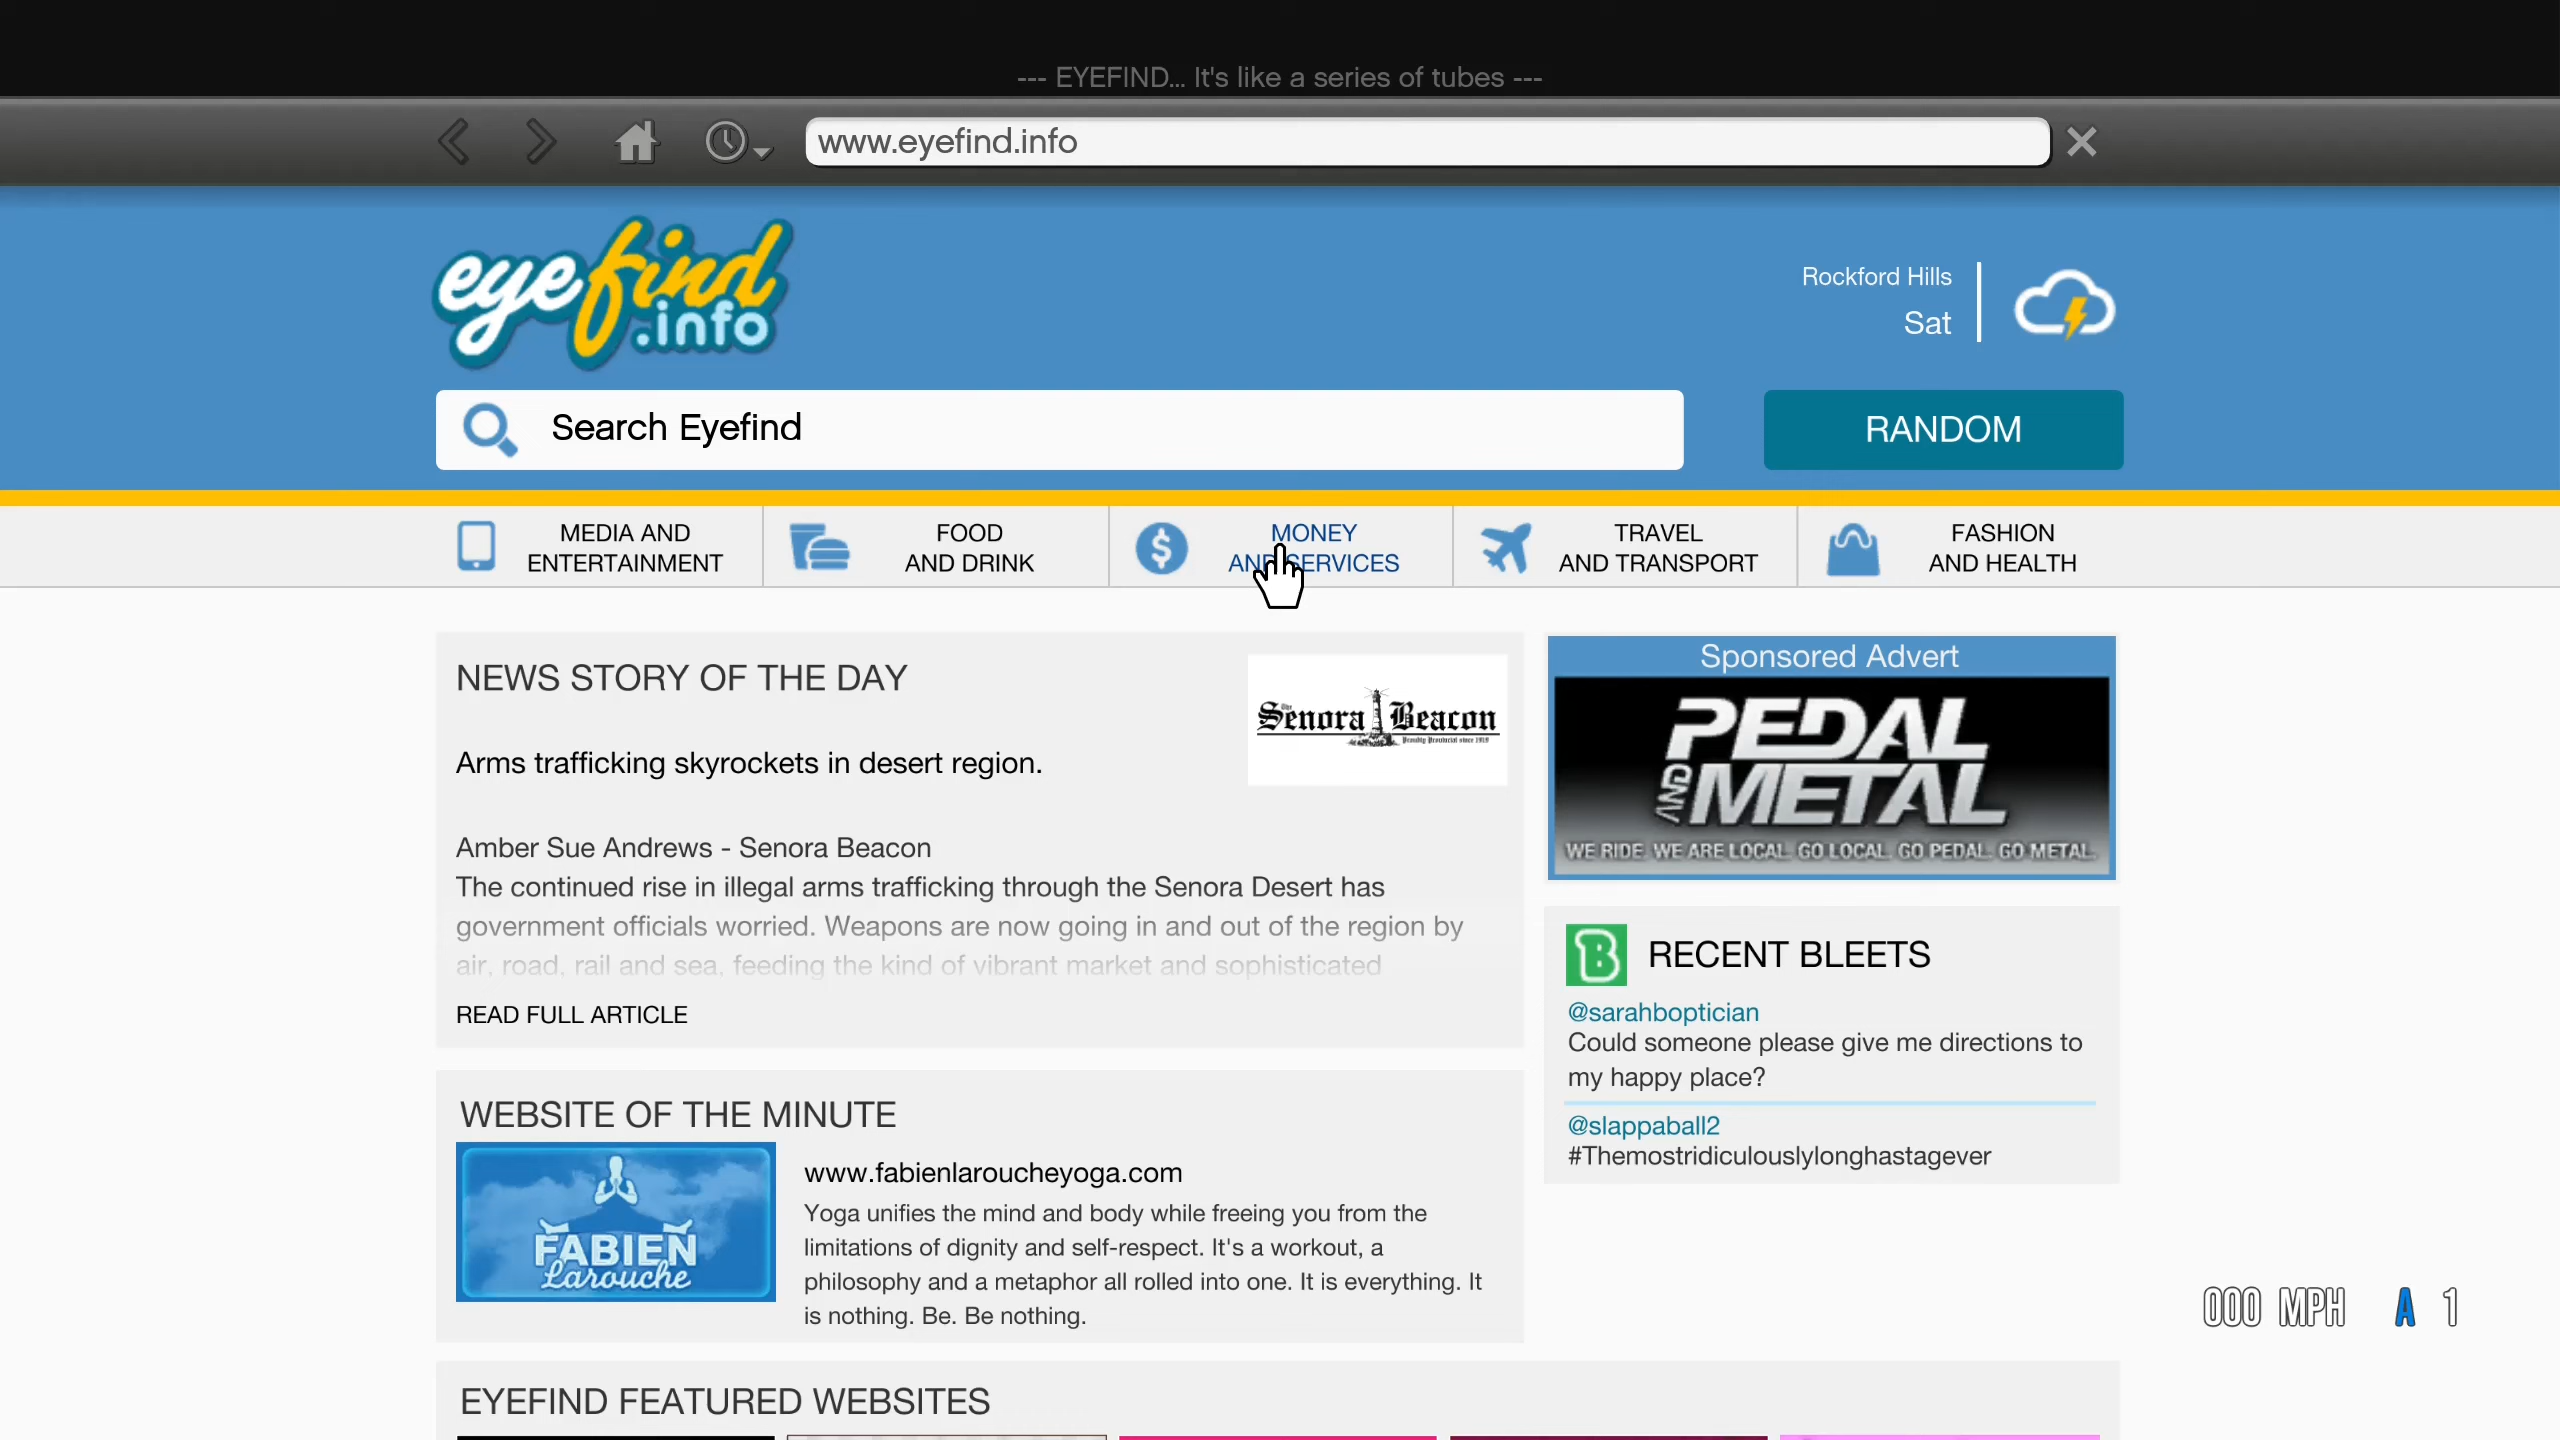 --- EYEFIND... It's like a series of tubes ---
www.eyefind.info
eyefind
.info
Rockford Hills
Sat
Search Eyefind
RANDOM
MEDIA AND
ENTERTAINMENT
FOOD
AND DRINK
MONEY
AND SERVICES
TRAVEL
AND TRANSPORT
FASHION
AND HEALTH
NEWS STORY OF THE DAY
The Senora Beacon
Proudly Provincial since 1919
Arms trafficking skyrockets in desert region.
Amber Sue Andrews - Senora Beacon
The continued rise in illegal arms trafficking through the Senora Desert has
government officials worried. Weapons are now going in and out of the region by
air, road, rail and sea, feeding the kind of vibrant market and sophisticated
READ FULL ARTICLE
Sponsored Advert
PEDAL
AND METAL
WE RIDE. WE ARE LOCAL. GO LOCAL. GO PEDAL. GO METAL.
B RECENT BLEETS
@sarahboptician
Could someone please give me directions to
my happy place?
@slappaball2
#Themostridiculouslylonghastagever
WEBSITE OF THE MINUTE
FABIEN
Larouche
www.fabienlaroucheyoga.com
Yoga unifies the mind and body while freeing you from the
limitations of dignity and self-respect. It's a workout, a
philosophy and a metaphor all rolled into one. It is everything. It
is nothing. Be. Be nothing.
000 MPH A 1
EYEFIND FEATURED WEBSITES